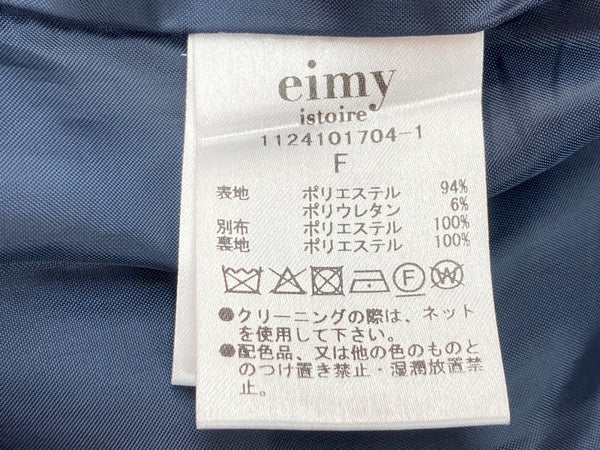 eimy
istoire
1124101704-1
F
表地 ポリエステル 94%
ポリウレタン 6%
別布 ポリエステル 100%
裏地 ポリエステル 100%
F W
●クリーニングの際は、ネット
を使用して下さい。
●配色品、又は他の色のものと
のつけ置き禁止・湿潤放置禁
止。